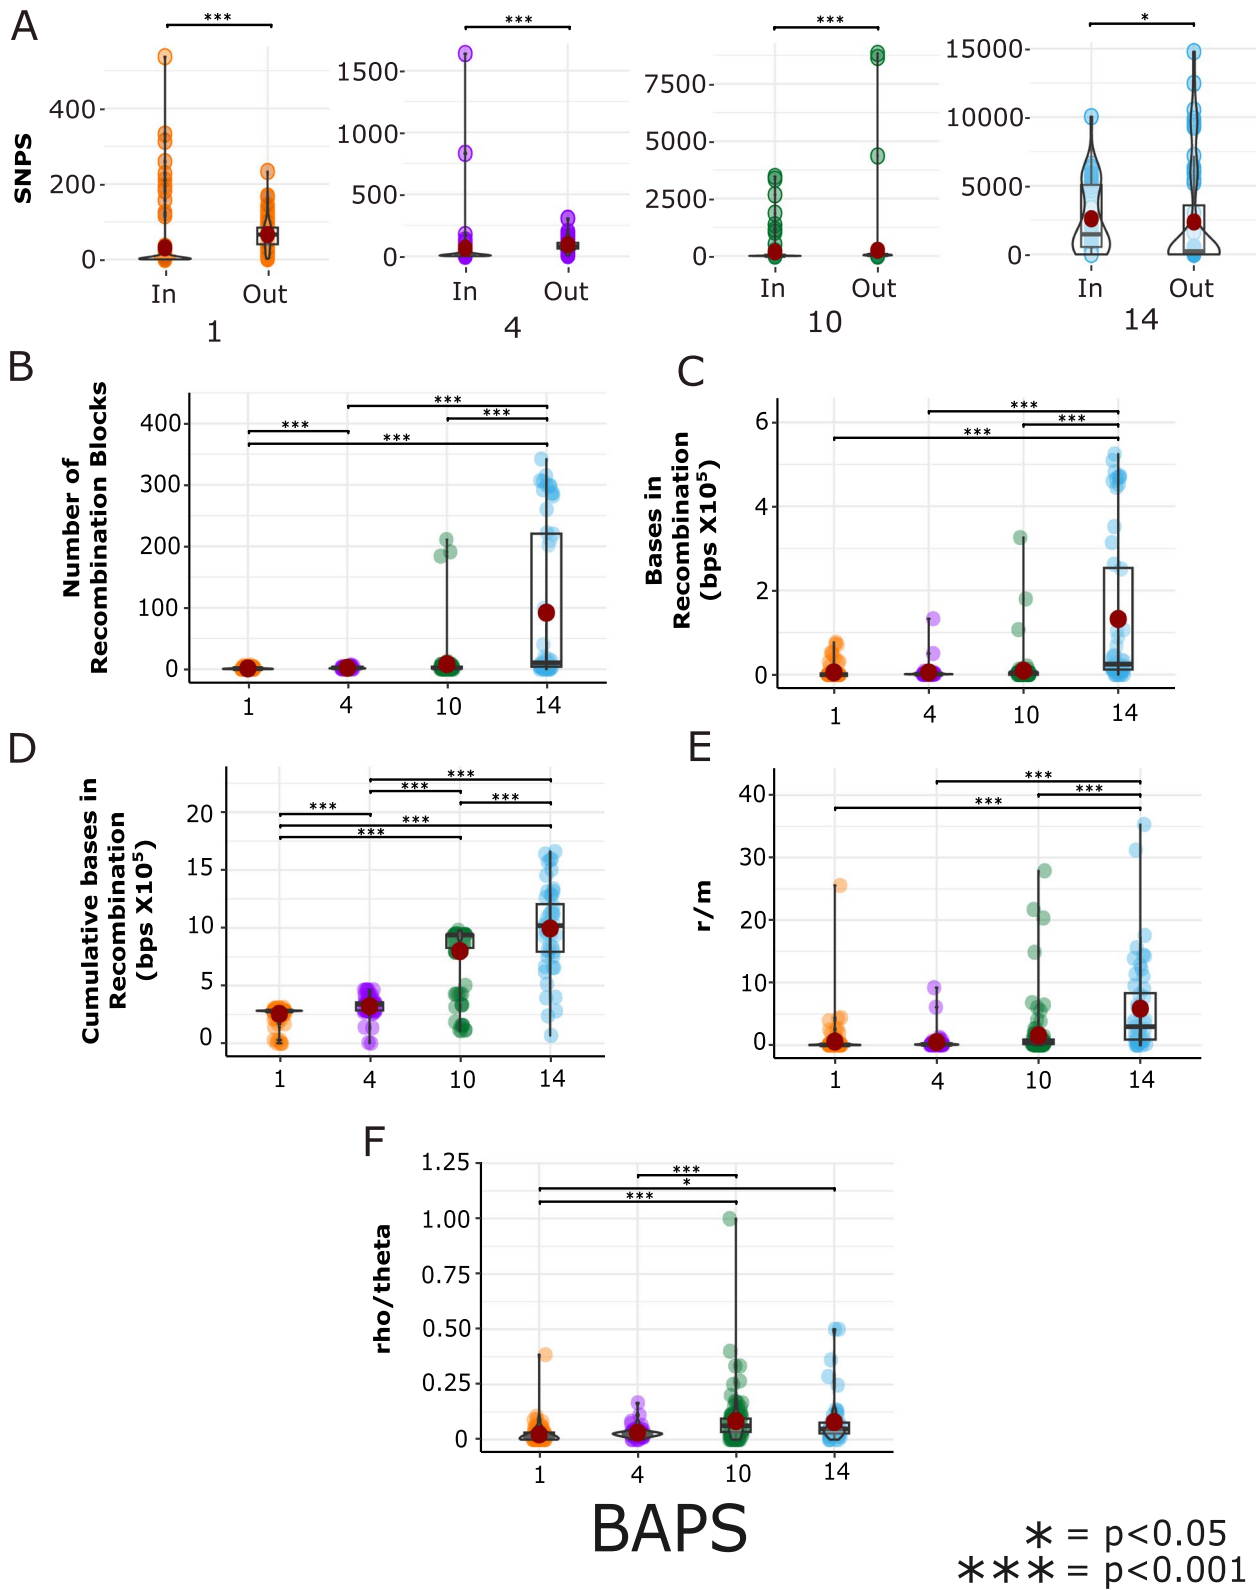 A
***
***
***
*
SNPS
400
200
0
1500
1000
500
0
7500
5000
2500
0
15000
10000
5000
0
In Out
In Out
In Out
In Out
1
4
10
14
B
Number of
Recombination Blocks
400
300
200
100
0
***
***
***
***
1 4 10 14
C
Bases in
Recombination
(bps X10⁵)
6
4
2
0
***
***
***
1 4 10 14
D
Cumulative bases in
Recombination
(bps X10⁵)
20
15
10
5
0
***
***
***
***
***
***
1 4 10 14
E
r/m
40
30
20
10
0
***
***
***
1 4 10 14
F
rho/theta
1.25
1.00
0.75
0.50
0.25
0
***
*
***
1 4 10 14
BAPS
* = p<0.05
*** = p<0.001